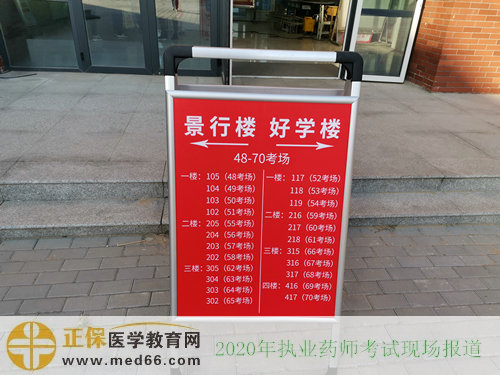 景行楼 好学楼
48-70考场
一楼：105（48考场）
104（49考场）
103（50考场）
102（51考场）
二楼：205（55考场）
204（56考场）
203（57考场）
202（58考场）
三楼：305（62考场）
304（63考场）
303（64考场）
302（65考场）
一楼：117（52考场）
118（53考场）
119（54考场）
二楼：216（59考场）
217（60考场）
218（61考场）
三楼：315（66考场）
316（67考场）
317（68考场）
四楼：416（69考场）
417（70考场）
正保医学教育网
www.med66.com
2020年执业药师考试现场报道